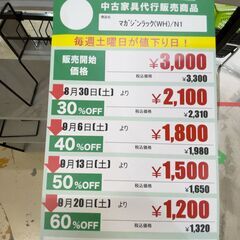 中古家具代行販売商品
マガジンラック(WH)/N1
毎週土曜日が値下り日!
販売開始
価格
¥3,000
税込価格
¥3,300
8月30日(土) より
30%OFF
¥2,100
税込価格
¥2,310
9月6日(土) より
40%OFF
¥1,800
税込価格
¥1,980
9月13日(土) より
50%OFF
¥1,500
税込価格
¥1,650
9月20日(土) より
60%OFF
¥1,200
税込価格
¥1,320